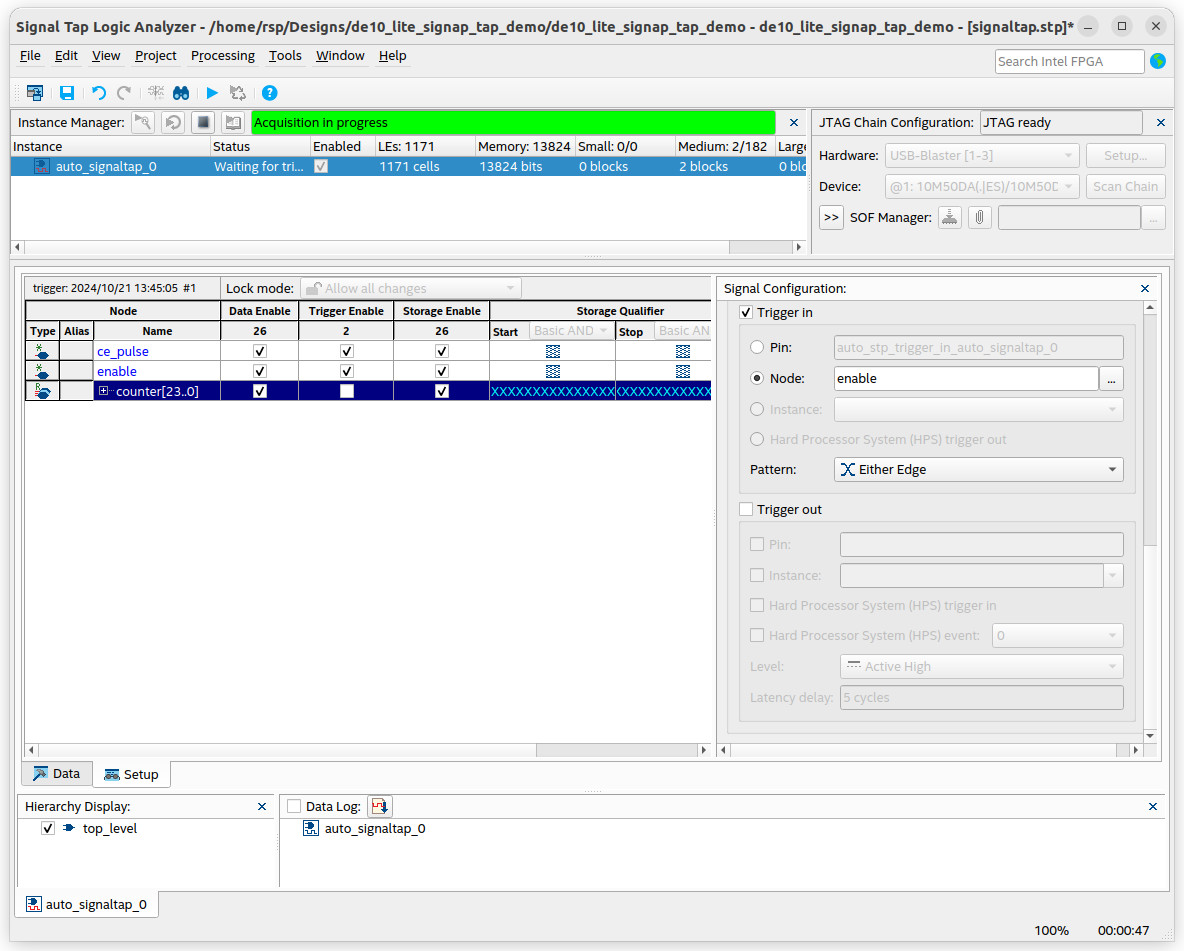 Signal Tap Logic Analyzer - /home/rsp/Designs/de10_lite_signap_tap_demo/de10_lite_signap_tap_demo - de10_lite_signap_tap_demo - [signaltap.stp]*
File Edit View Project Processing Tools Window Help
Search Intel FPGA
Instance Manager: Acquisition in progress
JTAG Chain Configuration: JTAG ready
Instance Status Enabled LEs: 1171 Memory: 13824 Small: 0/0 Medium: 2/182 Large
auto_signaltap_0 Waiting for tri... 1171 cells 13824 bits 0 blocks 2 blocks 0 blo
Hardware: USB-Blaster [1-3] Setup...
Device: @1: 10M50DA(.|ES)/10M50D Scan Chain
>> SOF Manager: ...
trigger: 2024/10/21 13:45:05 #1 Lock mode: Allow all changes
Node Data Enable Trigger Enable Storage Enable Storage Qualifier
Type Alias Name 26 2 26 Start Basic AND Stop Basic AN
ce_pulse
enable
counter[23..0] XXXXXXXXXXXXX XXXXXXXXXX
Signal Configuration:
Trigger in
Pin: auto_stp_trigger_in_auto_signaltap_0
Node: enable ...
Instance:
Hard Processor System (HPS) trigger out
Pattern: Either Edge
Trigger out
Pin:
Instance:
Hard Processor System (HPS) trigger in
Hard Processor System (HPS) event: 0
Level: Active High
Latency delay: 5 cycles
Data Setup
Hierarchy Display:
top_level
Data Log:
auto_signaltap_0
auto_signaltap_0
100% 00:00:47